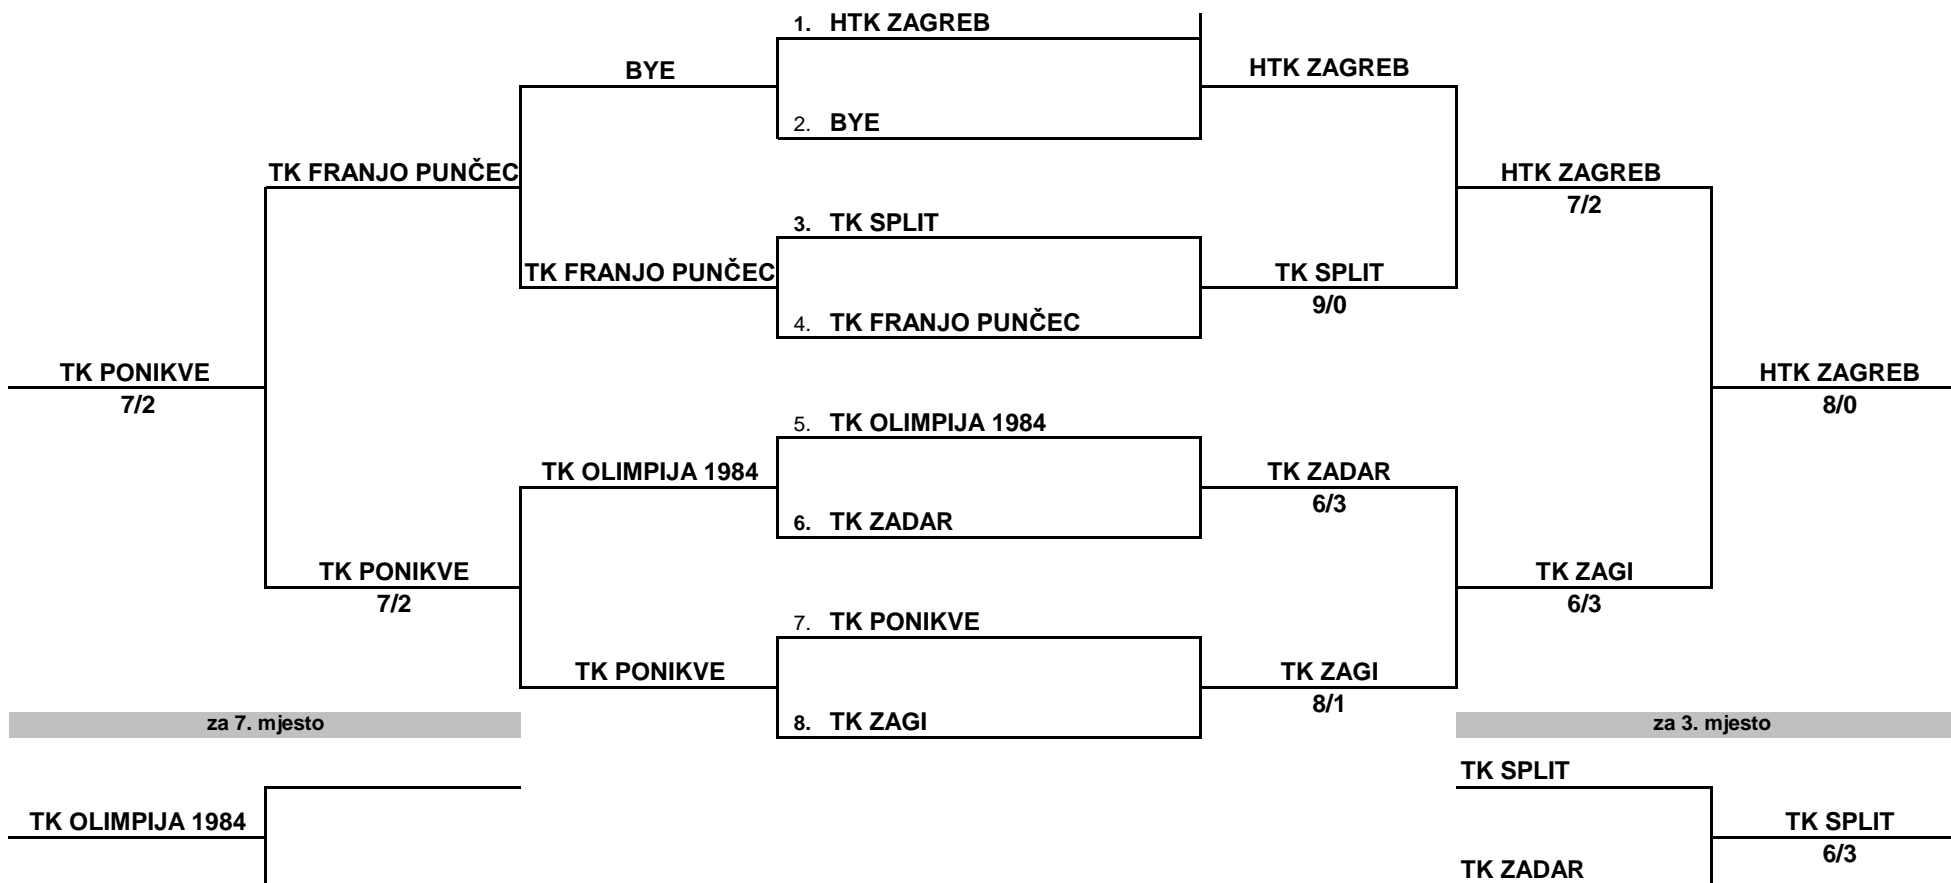 1. HTK ZAGREB
BYE
HTK ZAGREB
2. BYE
TK FRANJO PUNČEC
HTK ZAGREB
7/2
3. TK SPLIT
TK FRANJO PUNČEC
TK SPLIT
9/0
4. TK FRANJO PUNČEC
TK PONIKVE
7/2
HTK ZAGREB
8/0
5. TK OLIMPIJA 1984
TK OLIMPIJA 1984
TK ZADAR
6/3
6. TK ZADAR
TK PONIKVE
7/2
TK ZAGI
6/3
7. TK PONIKVE
TK PONIKVE
TK ZAGI
8/1
8. TK ZAGI
za 7. mjesto
za 3. mjesto
TK SPLIT
TK OLIMPIJA 1984
TK SPLIT
6/3
TK ZADAR